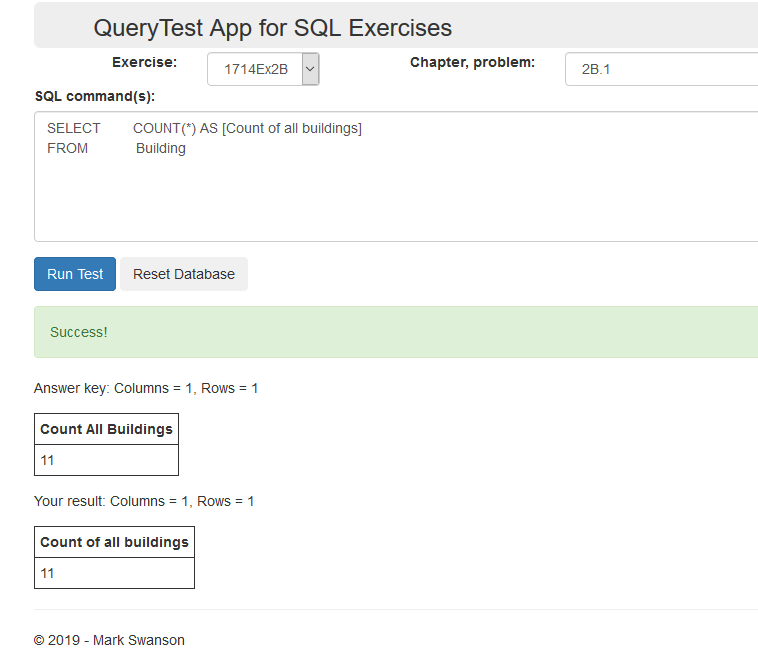 QueryTest App for SQL Exercises
Exercise: 1714Ex2B Chapter, problem: 2B.1
SQL command(s):
SELECT COUNT(*) AS [Count of all buildings]
FROM Building
Run Test Reset Database
Success!
Answer key: Columns = 1, Rows = 1
Count All Buildings
11
Your result: Columns = 1, Rows = 1
Count of all buildings
11
© 2019 - Mark Swanson